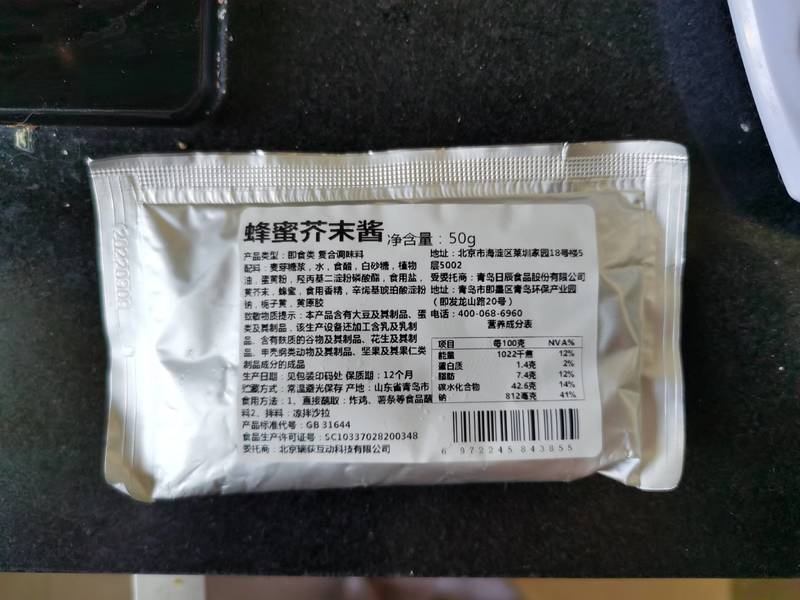 蜂蜜芥末酱 净含量：50g
产品类型：即食类 复合调味料
配料：麦芽糖浆，水，食醋，白砂糖，植物
油，蛋黄粉，羟丙基二淀粉磷酸酯，食用盐，
黄芥末，蜂蜜，食用香精，辛烯基琥珀酸淀粉
钠，栀子黄，黄原胶
致敏物质提示：本产品含有大豆及其制品、蛋
类及其制品，该生产设备还加工含乳及乳制
品、含有麸质的谷物及其制品、花生及其制
品、甲壳纲类动物及其制品、坚果及其果仁类
制品成分的成品
生产日期：见包装印码处 保质期：12个月
贮藏方式：常温避光保存 产地：山东省青岛市
食用方法：1、直接蘸取：炸鸡、薯条等食品蘸
料2、拌料：凉拌沙拉
产品标准代号：GB 31644
食品生产许可证号：SC10337028200348
委托商：北京瑞荻互动科技有限公司
地址：北京市海淀区莱圳家园18号楼5
层5002
受委托商：青岛日辰食品股份有限公司
地址：青岛市即墨区青岛环保产业园
（即发龙山路20号）
电话：400-068-6960
营养成分表
项目 每100克 NVA%
能量 1022千焦 12%
蛋白质 1.4克 2%
脂肪 7.4克 12%
碳水化合物 42.6克 14%
钠 812毫克 41%
6 972245 843855